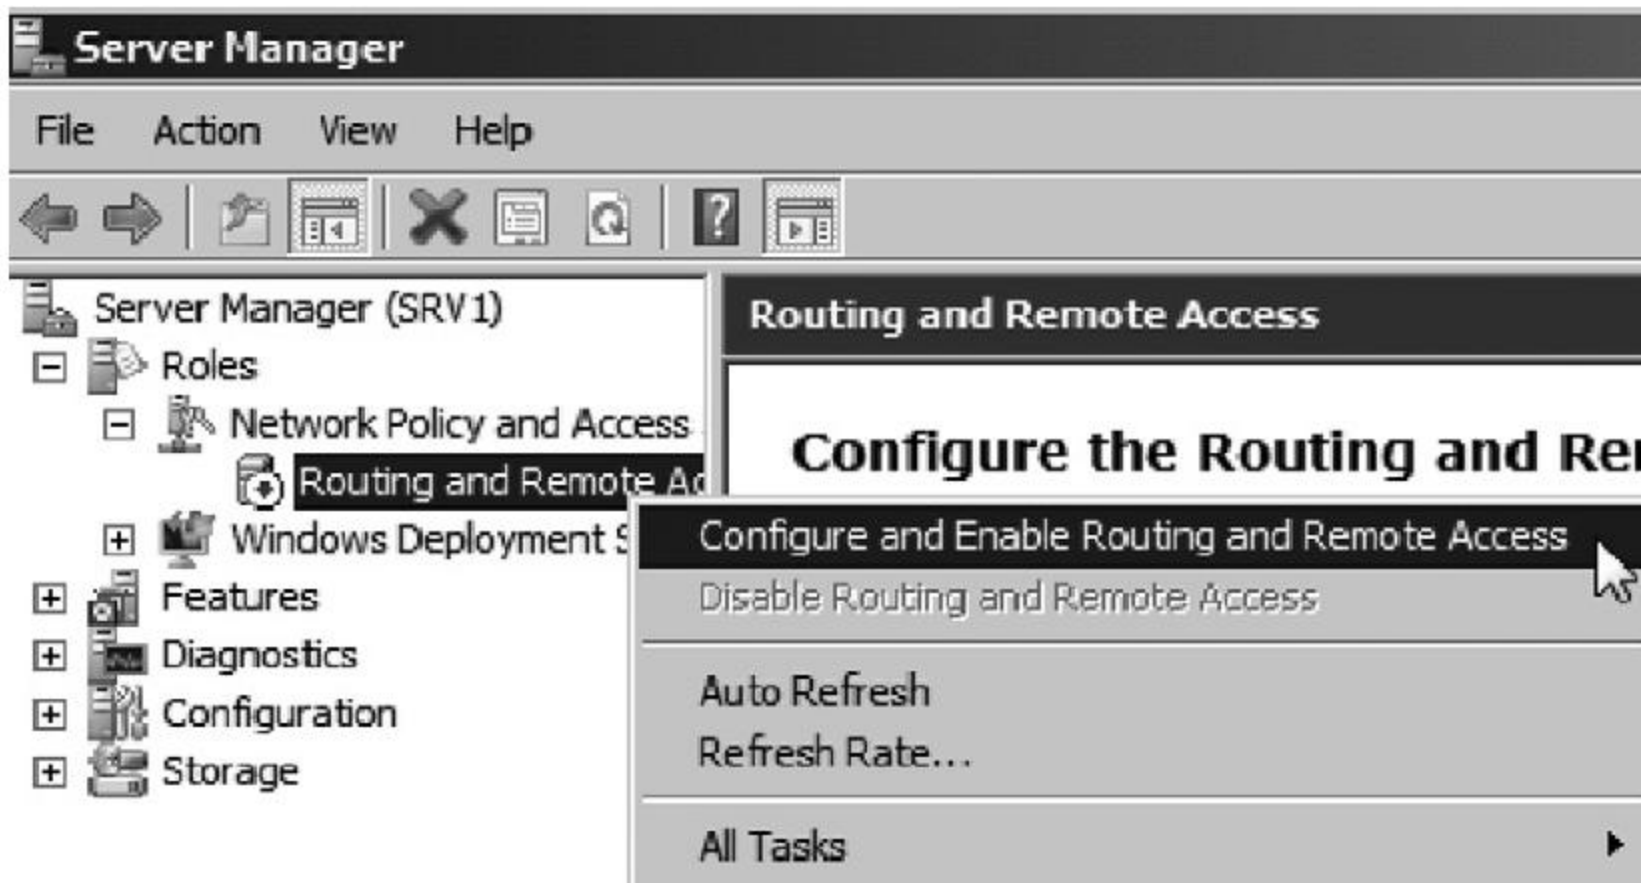 Server Manager
File Action View Help
Server Manager (SRV1)
Roles
Network Policy and Access
Routing and Remote Ac
Windows Deployment S
Features
Diagnostics
Configuration
Storage
Routing and Remote Access
Configure the Routing and Rer
Configure and Enable Routing and Remote Access
Disable Routing and Remote Access
Auto Refresh
Refresh Rate...
All Tasks